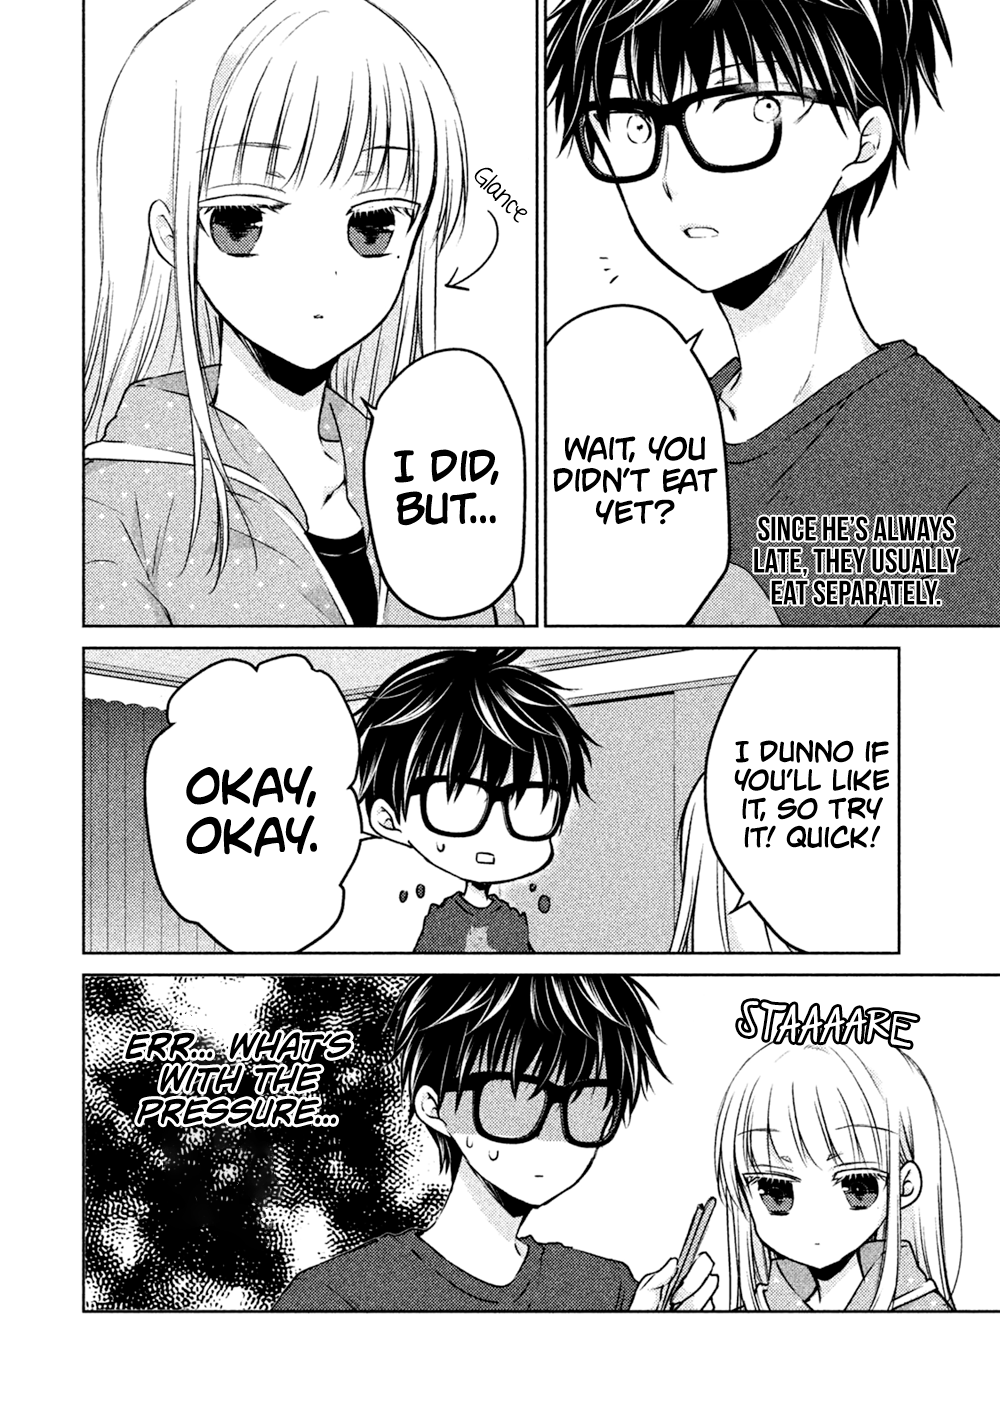 WAIT, YOU
DIDN'T EAT
YET?
SINCE HE'S ALWAYS
LATE, THEY USUALLY
EAT SEPARATELY.
Glance
I DID,
BUT...
I DUNNO IF
YOU'LL LIKE
IT, SO TRY
IT! QUICK!
OKAY,
OKAY.
STAAAARE
ERR... WHAT'S
WITH THE
PRESSURE...